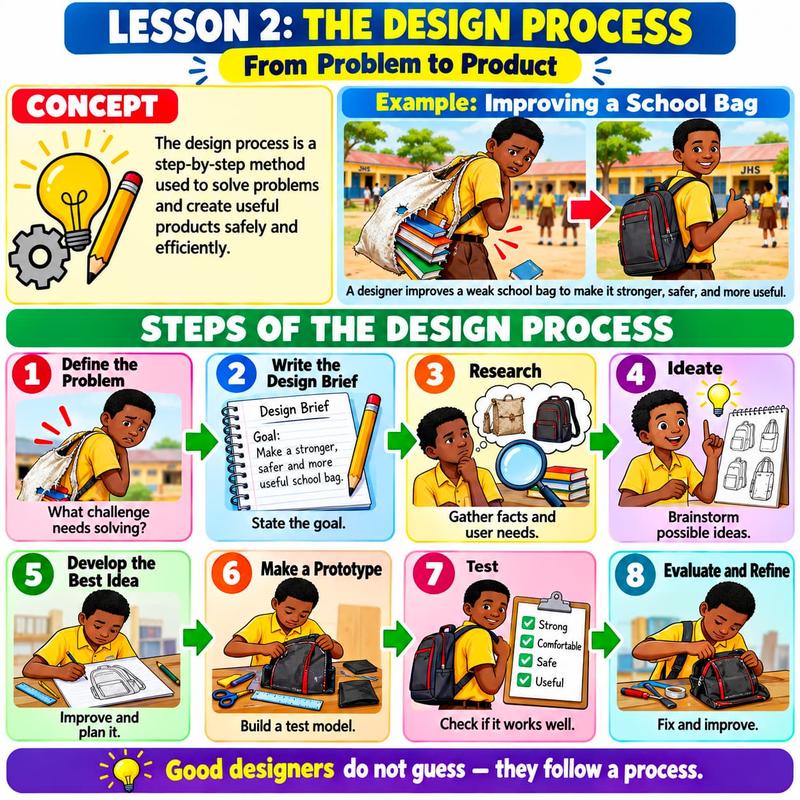 LESSON 2: THE DESIGN PROCESS
From Problem to Product
CONCEPT
The design process is a
step-by-step method
used to solve problems
and create useful
products safely and
efficiently.
Example: Improving a School Bag
JHS
JHS
A designer improves a weak school bag to make it stronger, safer, and more useful.
STEPS OF THE DESIGN PROCESS
1
Define the
Problem
What challenge
needs solving?
2
Write the
Design Brief
Design Brief
Goal:
Make a stronger,
safer and more
useful school bag.
State the goal.
3
Research
Gather facts and
user needs.
4
Ideate
Brainstorm
possible ideas.
5
Develop the
Best Idea
Improve and
plan it.
6
Make a Prototype
Build a test model.
7
Test
Strong
Comfortable
Safe
Useful
Check if it works well.
8
Evaluate and Refine
Fix and improve.
Good designers do not guess — they follow a process.